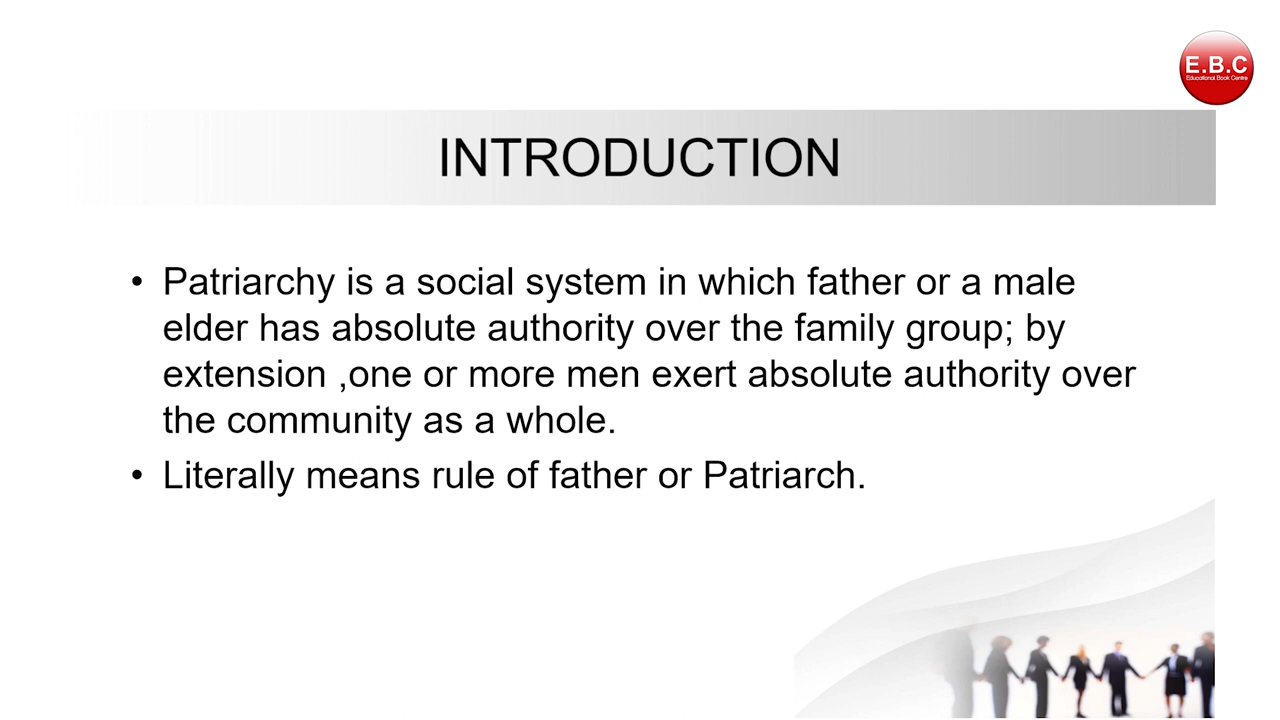 E.B.C
Educational Book Centre
INTRODUCTION
• Patriarchy is a social system in which father or a male
elder has absolute authority over the family group; by
extension ,one or more men exert absolute authority over
the community as a whole.
• Literally means rule of father or Patriarch.